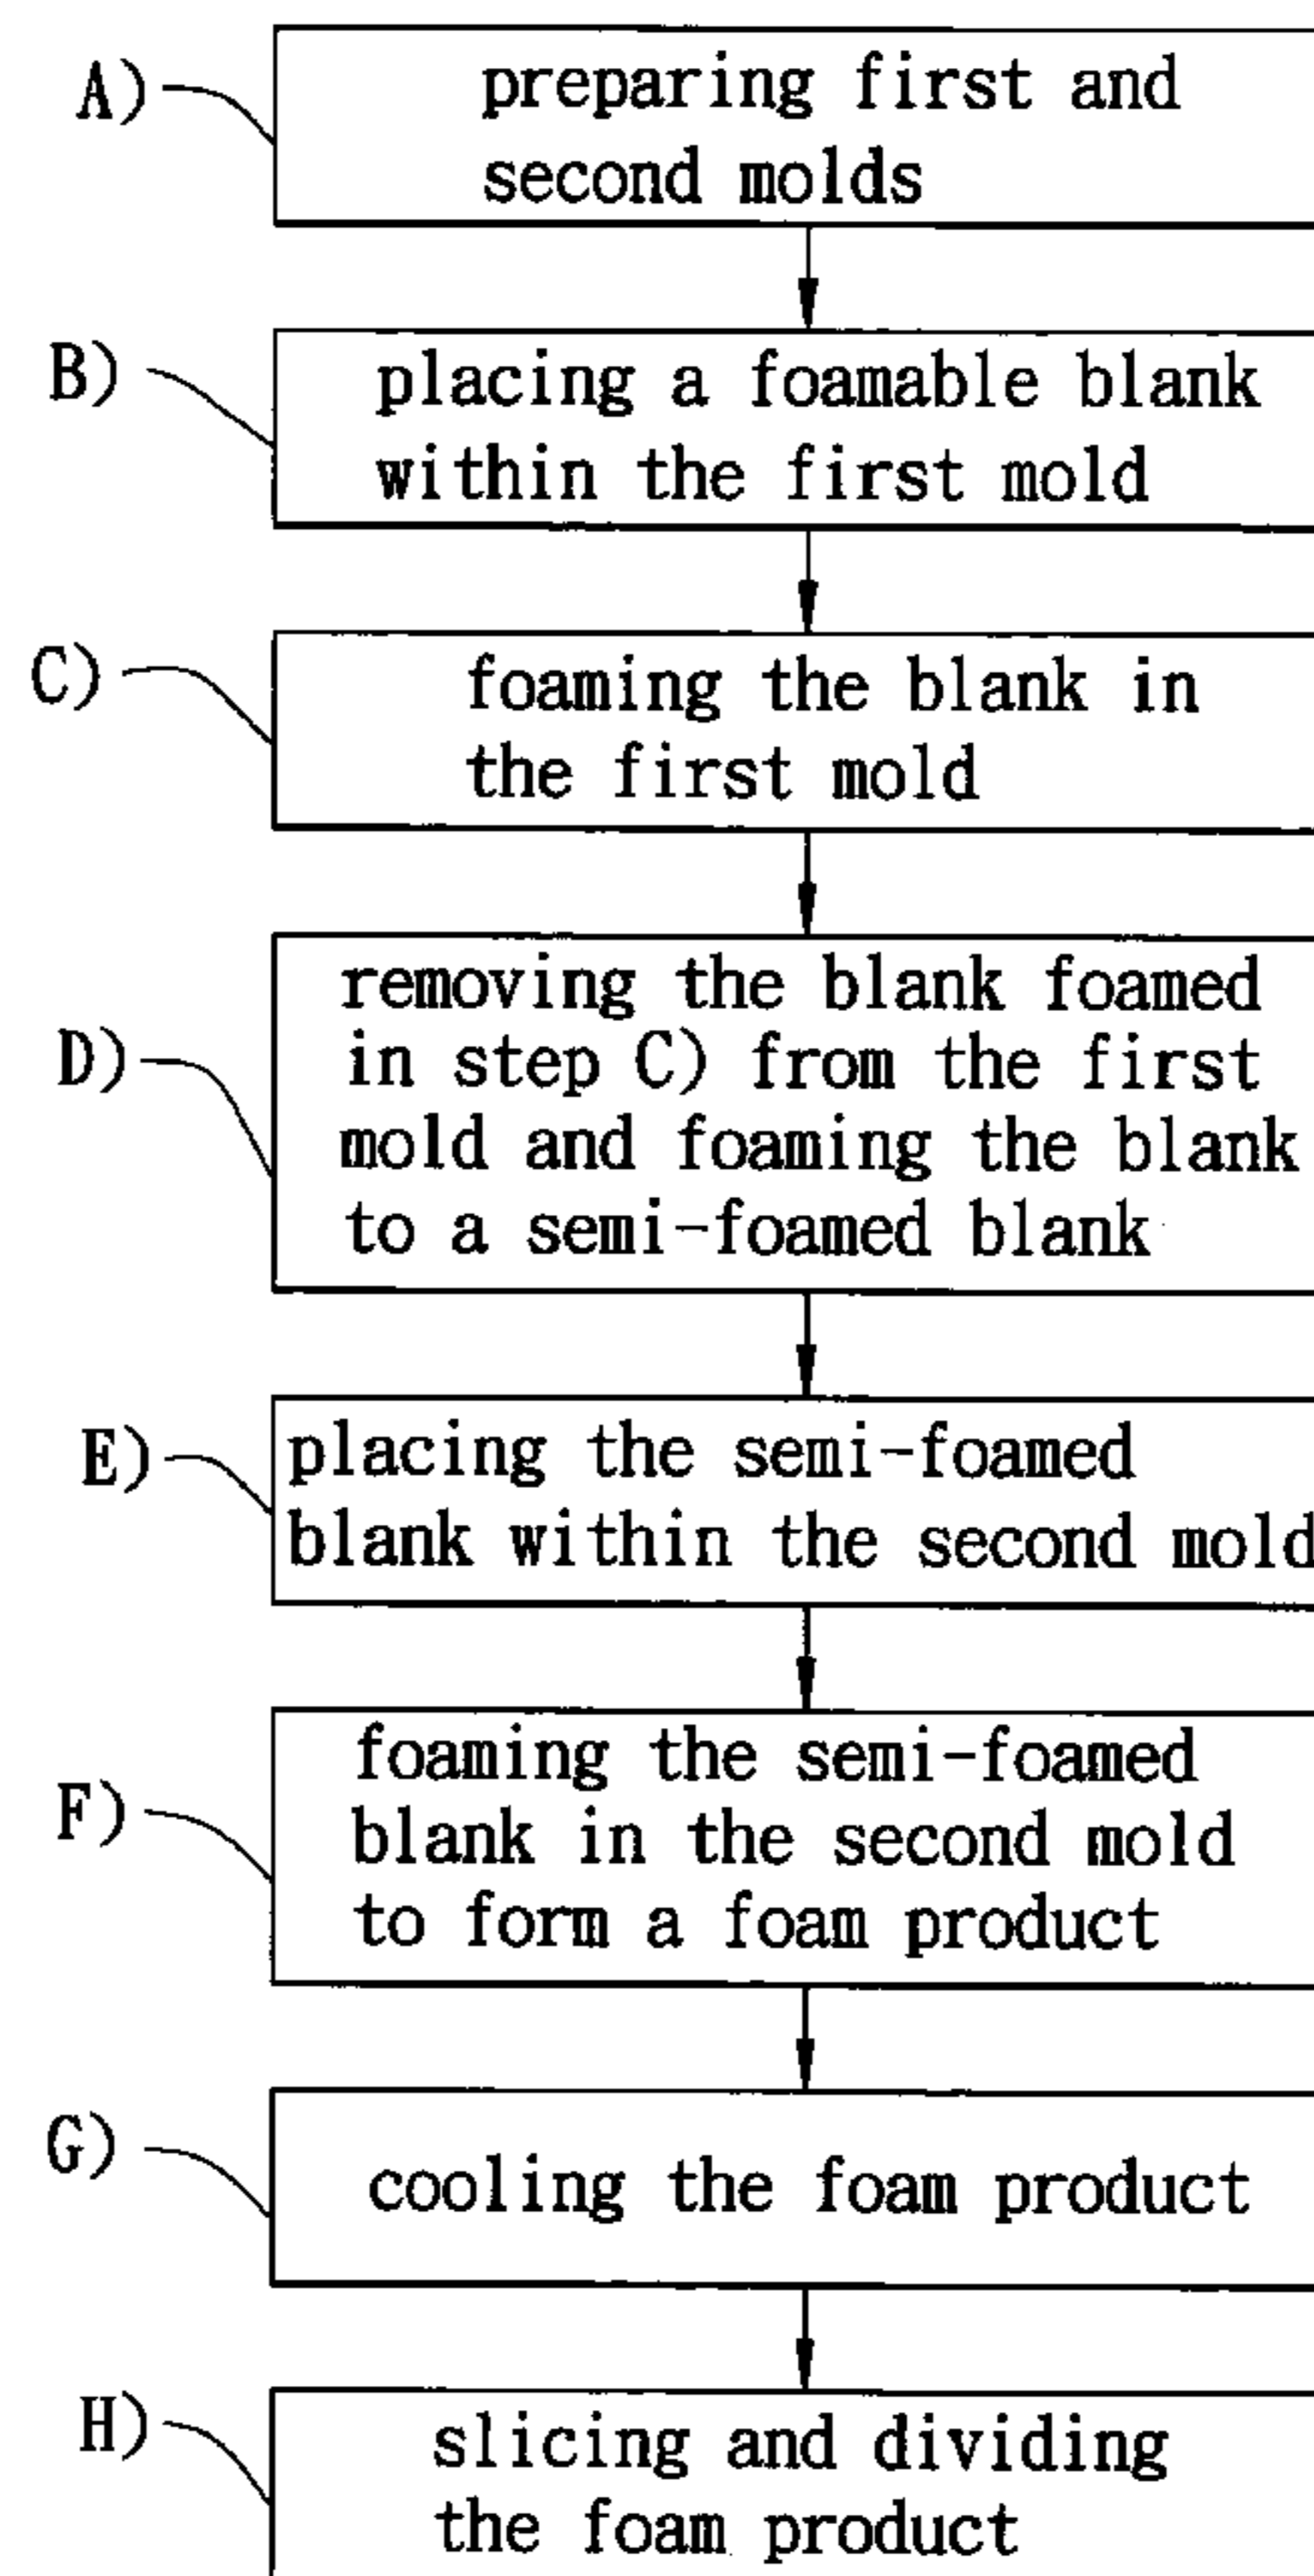 A)
preparing first and
second molds
B)
placing a foamable blank
within the first mold
C)
foaming the blank in
the first mold
D)
removing the blank foamed
in step C) from the first
mold and foaming the blank
to a semi-foamed blank
E)
placing the semi-foamed
blank within the second mold
F)
foaming the semi-foamed
blank in the second mold
to form a foam product
G)
cooling the foam product
H)
slicing and dividing
the foam product